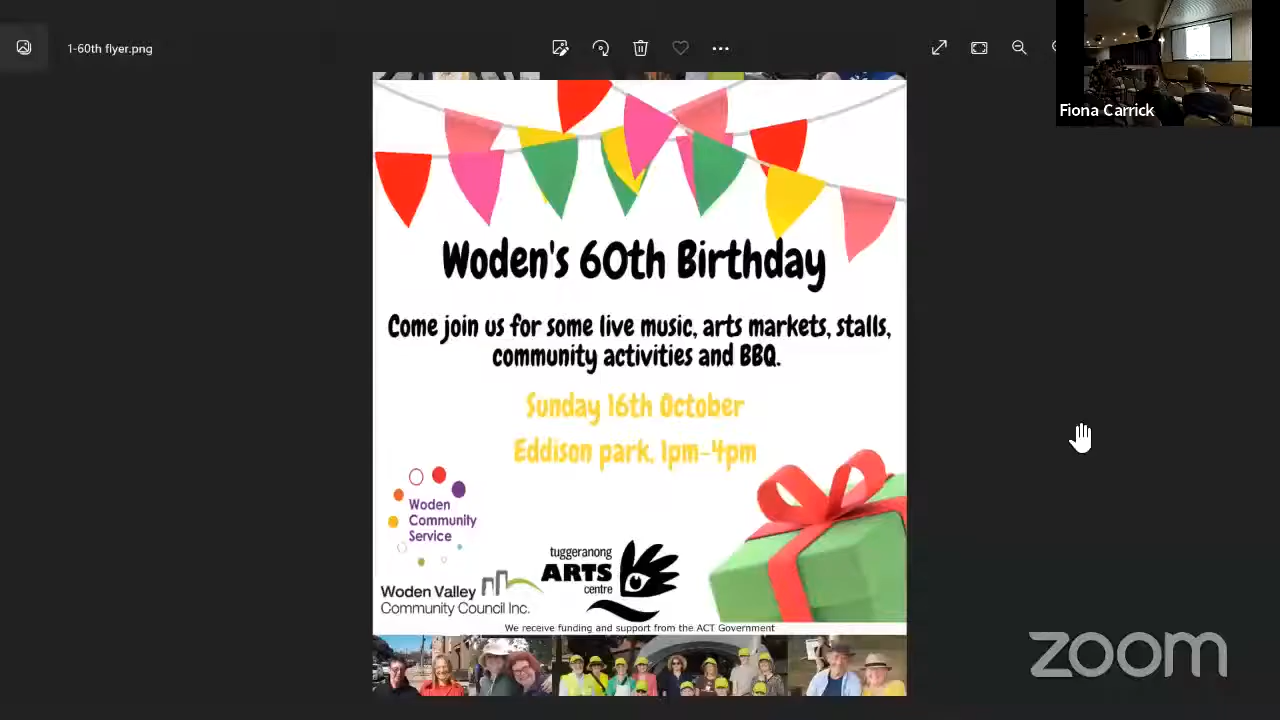 1-60th flyer.png
Fiona Carrick
Woden's 60th Birthday
Come join us for some live music, arts markets, stalls,
community activities and BBQ.
Sunday 16th October
Eddison park, 1pm-4pm
Woden
Community
Service
tuggeranong
ARTS
centre
Woden Valley
Community Council Inc.
We receive funding and support from the ACT Government
zoom